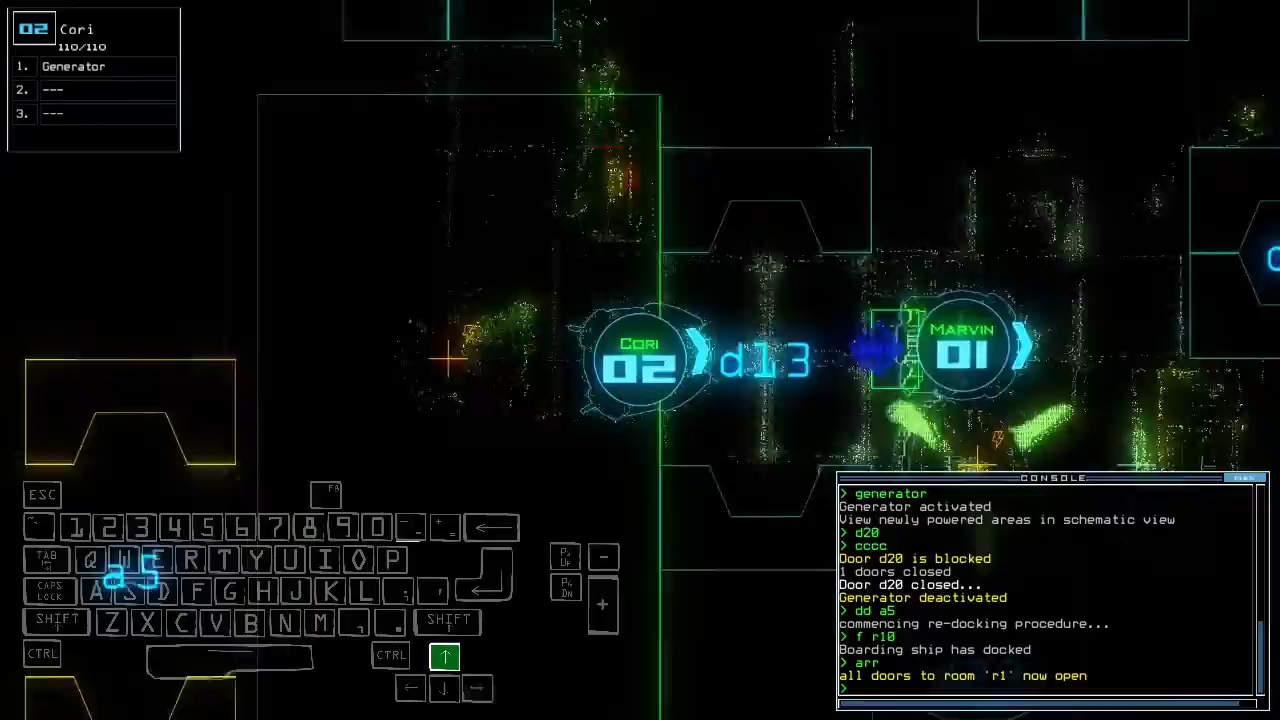 02 Cori
110/110
1. Generator
2. ---
3. ---
Cori
02
d13
Marvin
01
a5
ESC
F9
1 2 3 4 5 6 7 8 9 0
TAB Q W E R T Y U I O P
CAPS LOCK A S D F G H J K L ; '
SHIFT Z X C V B N M , . SHIFT
CTRL CTRL
PG UP
PG DN
CONSOLE
> generator
Generator activated
View newly powered areas in schematic view
> d20
> cccc
Door d20 is blocked
1 doors closed
Door d20 closed...
Generator deactivated
> dd a5
commencing re-docking procedure...
> f r10
Boarding ship has docked
> arr
all doors to room 'r1' now open
>